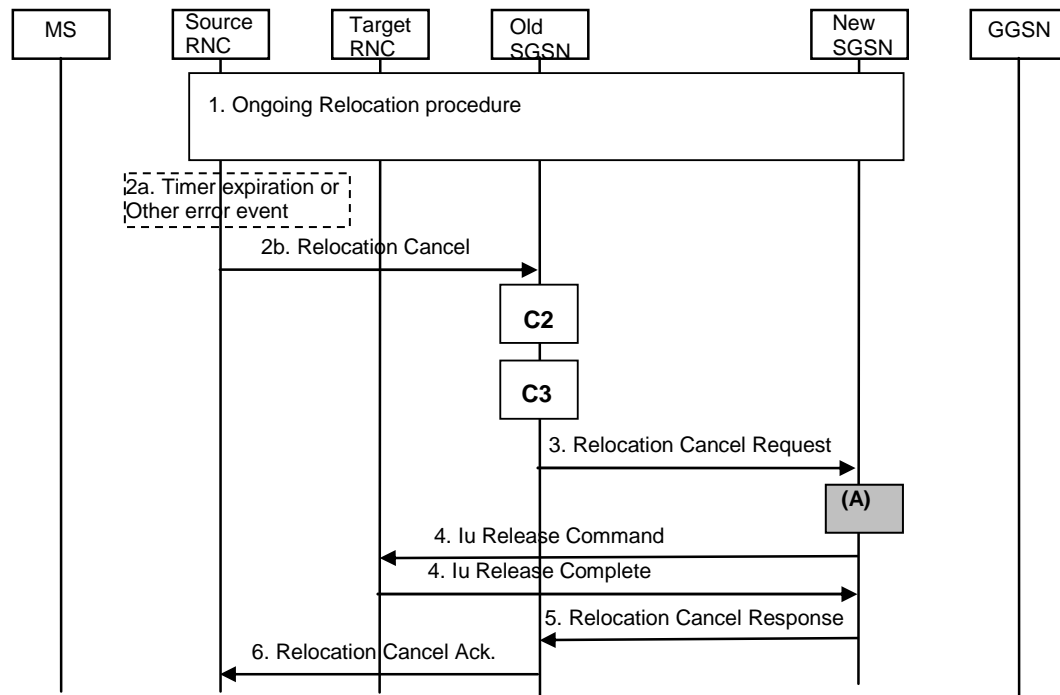 MS
Source
RNC
Target
RNC
Old
SGSN
New
SGSN
GGSN
1. Ongoing Relocation procedure
2a. Timer expiration or
Other error event
2b. Relocation Cancel
C2
C3
3. Relocation Cancel Request
(A)
4. Iu Release Command
4. Iu Release Complete
5. Relocation Cancel Response
6. Relocation Cancel Ack.